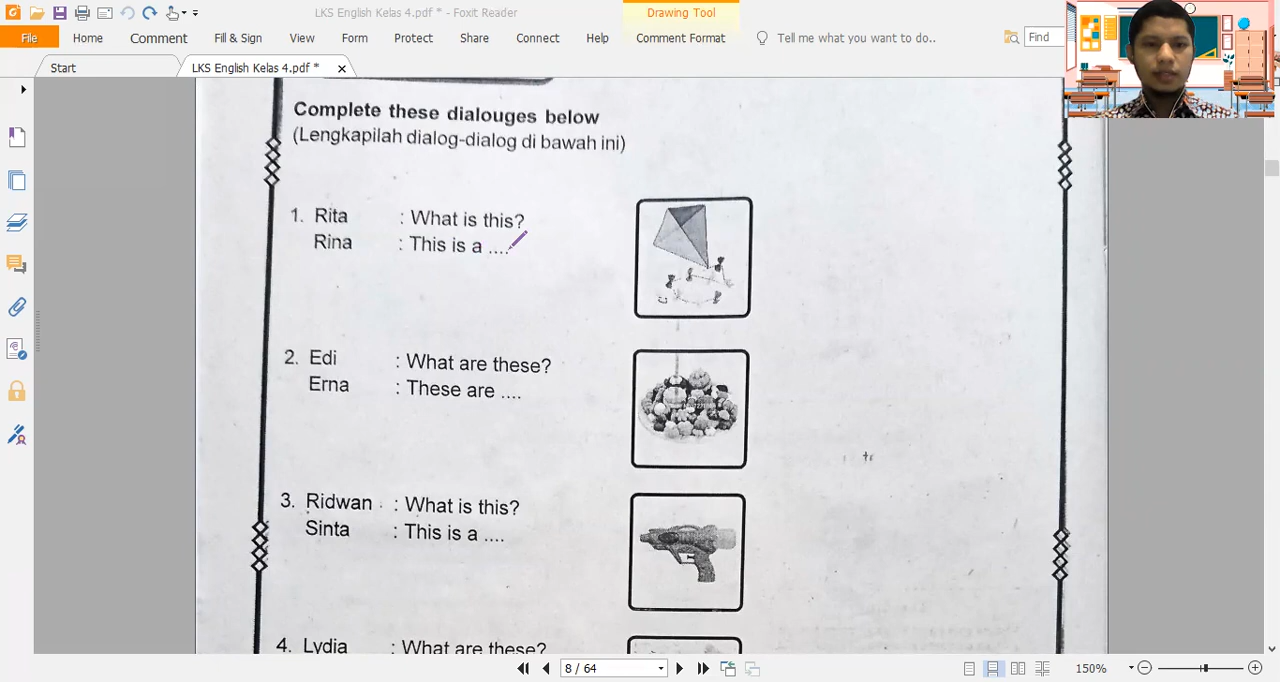 LKS English Kelas 4.pdf * - Foxit Reader
Drawing Tool
File Home Comment Fill & Sign View Form Protect Share Connect Help Comment Format Tell me what you want to do.. Find
Start LKS English Kelas 4.pdf *
Complete these dialouges below
(Lengkapilah dialog-dialog di bawah ini)
1. Rita : What is this?
Rina : This is a ....
2. Edi : What are these?
Erna : These are ....
3. Ridwan : What is this?
Sinta : This is a ....
4. Lydia : What are these?
8 / 64
150%